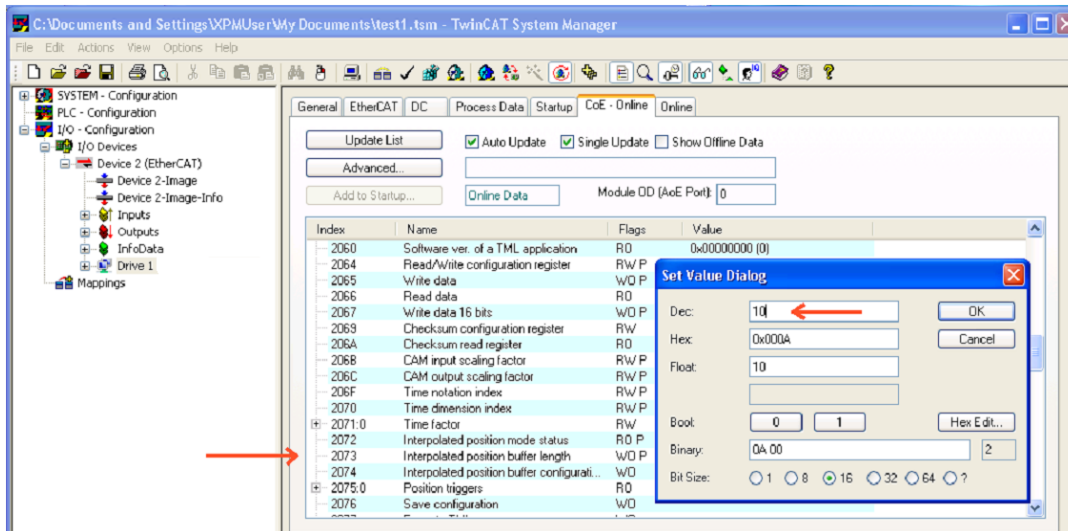 C:\Documents and Settings\XPMUser\My Documents\test1.tsm - TwinCAT System Manager
File Edit Actions View Options Help
SYSTEM - Configuration
PLC - Configuration
I/O - Configuration
I/O Devices
Device 2 (EtherCAT)
Device 2-Image
Device 2-Image-Info
Inputs
Outputs
InfoData
Drive 1
Mappings
General EtherCAT DC Process Data Startup CoE - Online Online
Update List Auto Update Single Update Show Offline Data
Advanced...
Add to Startup... Online Data Module OD (AoE Port): 0
Index Name Flags Value
2060 Software ver. of a TML application RO 0x00000000 (0)
2064 Read/Write configuration register RW P
2065 Write data WO P
2066 Read data RO
2067 Write data 16 bits WO P
2069 Checksum configuration register RW
206A Checksum read register RO
206B CAM input scaling factor RW P
206C CAM output scaling factor RW P
206F Time notation index RW P
2070 Time dimension index RW P
2071:0 Time factor RW
2072 Interpolated position mode status RO P
2073 Interpolated position buffer length WO P
2074 Interpolated position buffer configurati... WO
2075:0 Position triggers RO
2076 Save configuration WO
Set Value Dialog
Dec: 10 OK
Hex: 0x000A Cancel
Float: 10
Bool: 0 1 Hex Edit...
Binary: 0A 00 2
Bit Size: 1 8 16 32 64 ?